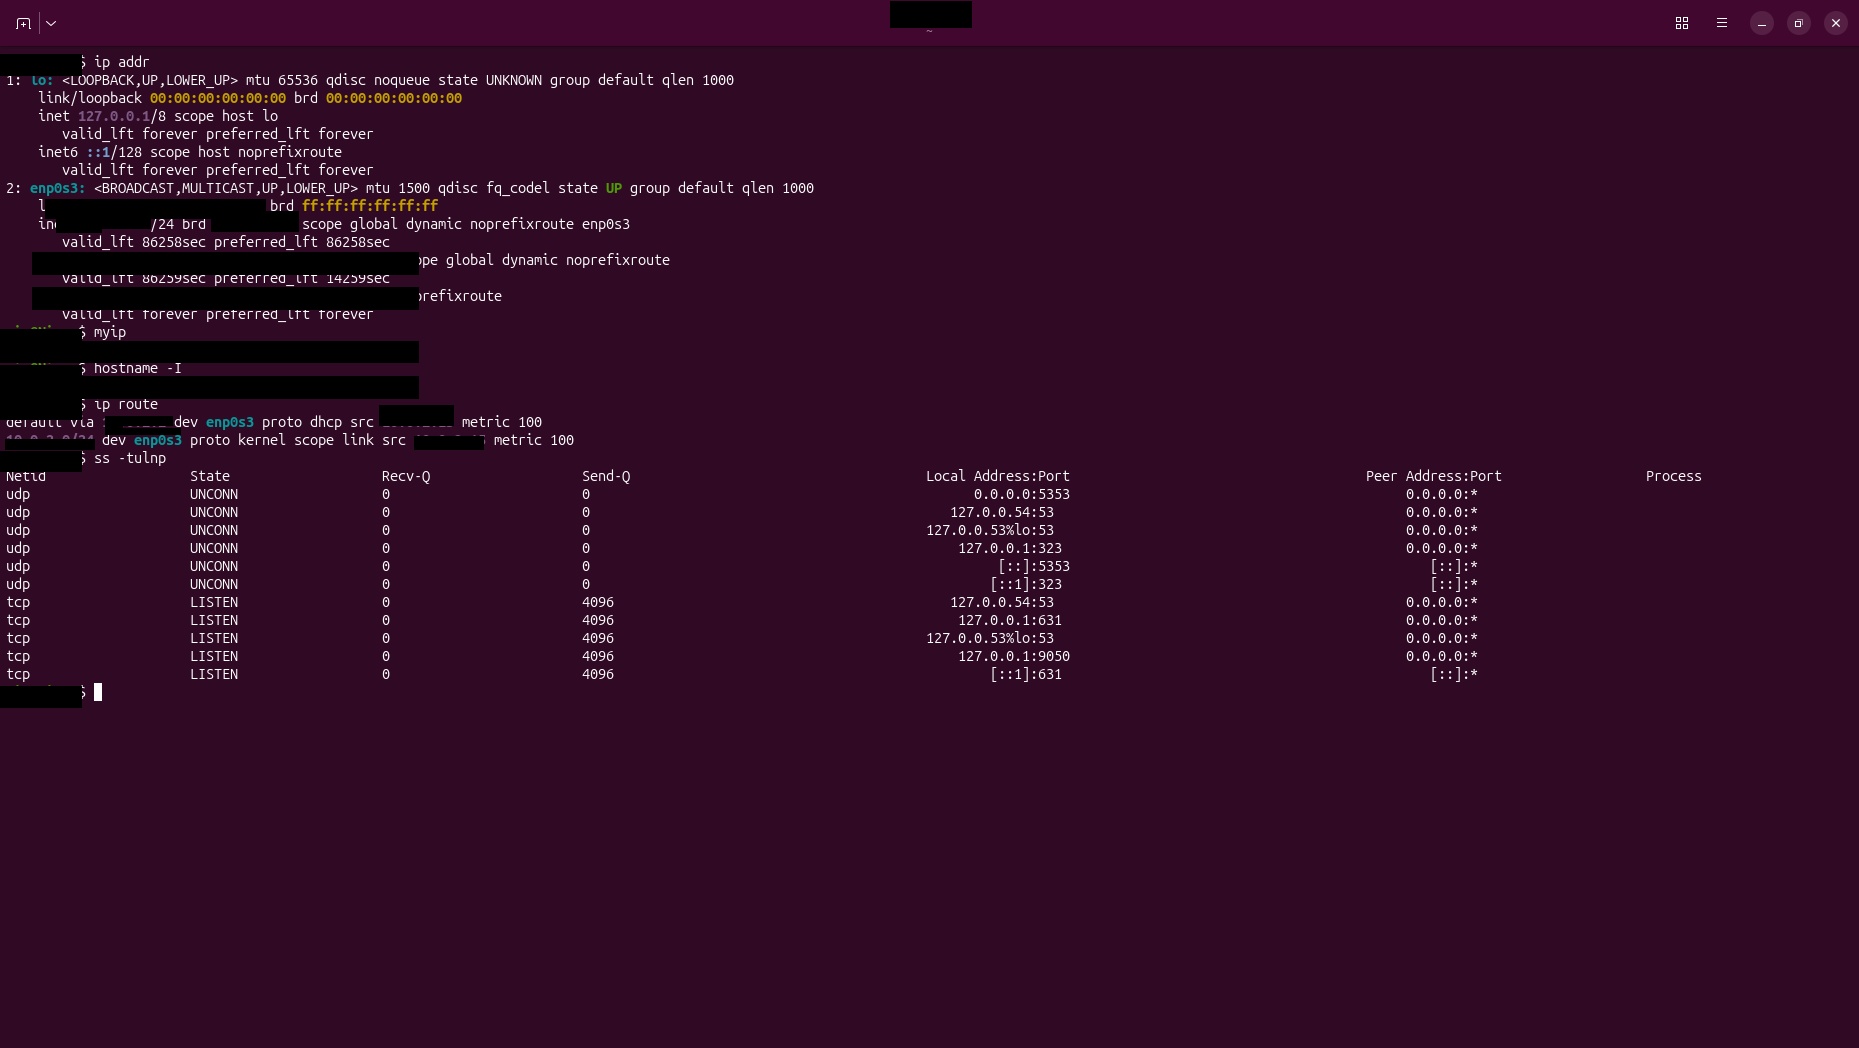 ~
$ ip addr
1: lo: <LOOPBACK,UP,LOWER_UP> mtu 65536 qdisc noqueue state UNKNOWN group default qlen 1000
link/loopback 00:00:00:00:00:00 brd 00:00:00:00:00:00
inet 127.0.0.1/8 scope host lo
valid_lft forever preferred_lft forever
inet6 ::1/128 scope host noprefixroute
valid_lft forever preferred_lft forever
2: enp0s3: <BROADCAST,MULTICAST,UP,LOWER_UP> mtu 1500 qdisc fq_codel state UP group default qlen 1000
brd ff:ff:ff:ff:ff:ff
/24 brd scope global dynamic noprefixroute enp0s3
valid_lft 86258sec preferred_lft 86258sec
global dynamic noprefixroute
valid_lft 86259sec preferred_lft 14259sec
valid_lft forever preferred_lft forever
$ myip
$ hostname -I
$ ip route
default via dev enp0s3 proto dhcp src metric 100
dev enp0s3 proto kernel scope link src metric 100
$ ss -tulnp
Netid State Recv-Q Send-Q Local Address:Port Peer Address:Port Process
udp UNCONN 0 0 0.0.0.0:5353 0.0.0.0:*
udp UNCONN 0 0 127.0.0.54:53 0.0.0.0:*
udp UNCONN 0 0 127.0.0.53%lo:53 0.0.0.0:*
udp UNCONN 0 0 127.0.0.1:323 0.0.0.0:*
udp UNCONN 0 0 [::]:5353 [::]:*
udp UNCONN 0 0 [::1]:323 [::]:*
tcp LISTEN 0 4096 127.0.0.54:53 0.0.0.0:*
tcp LISTEN 0 4096 127.0.0.1:631 0.0.0.0:*
tcp LISTEN 0 4096 127.0.0.53%lo:53 0.0.0.0:*
tcp LISTEN 0 4096 127.0.0.1:9050 0.0.0.0:*
tcp LISTEN 0 4096 [::1]:631 [::]:*
$